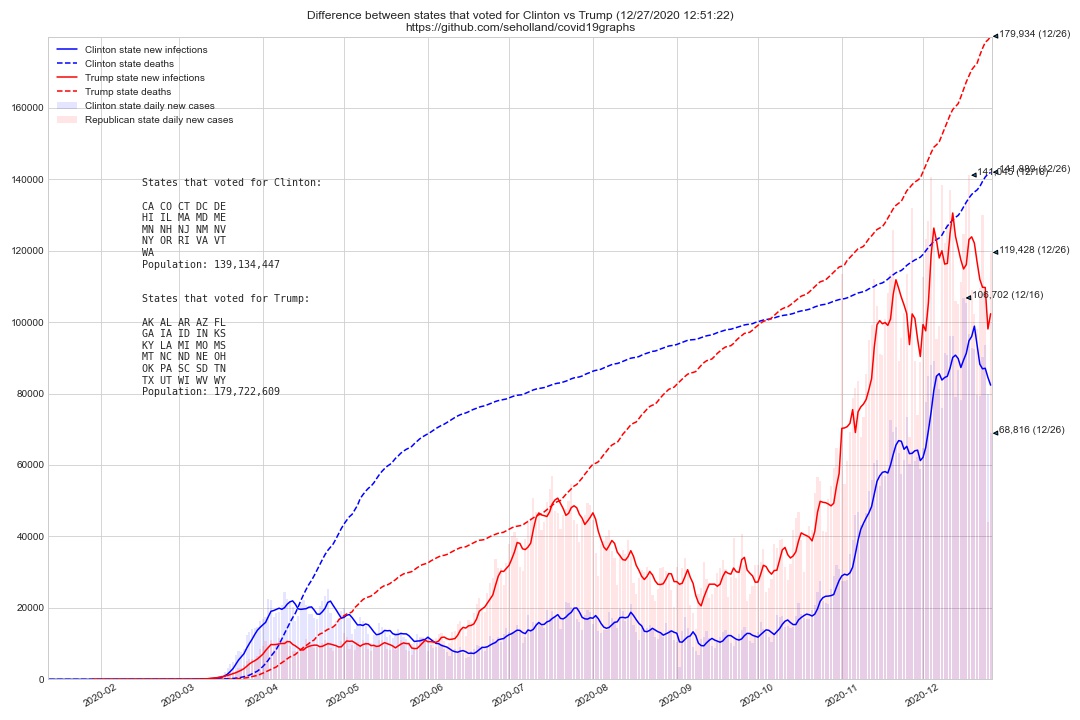 Difference between states that voted for Clinton vs Trump (12/27/2020 12:51:22)
https://github.com/seholland/covid19graphs
Clinton state new infections
Clinton state deaths
Trump state new infections
Trump state deaths
Clinton state daily new cases
Republican state daily new cases
States that voted for Clinton:
CA CO CT DC DE
HI IL MA MD ME
MN NH NJ NM NV
NY OR RI VA VT
WA
Population: 139,134,447
States that voted for Trump:
AK AL AR AZ FL
GA IA ID IN KS
KY LA MI MO MS
MT NC ND NE OH
OK PA SC SD TN
TX UT WI WV WY
Population: 179,722,609
179,934 (12/26)
(12/26)
119,428 (12/26)
106,702 (12/16)
68,816 (12/26)
160000
140000
120000
100000
80000
60000
40000
20000
0
2020-02
2020-03
2020-04
2020-05
2020-06
2020-07
2020-08
2020-09
2020-10
2020-11
2020-12